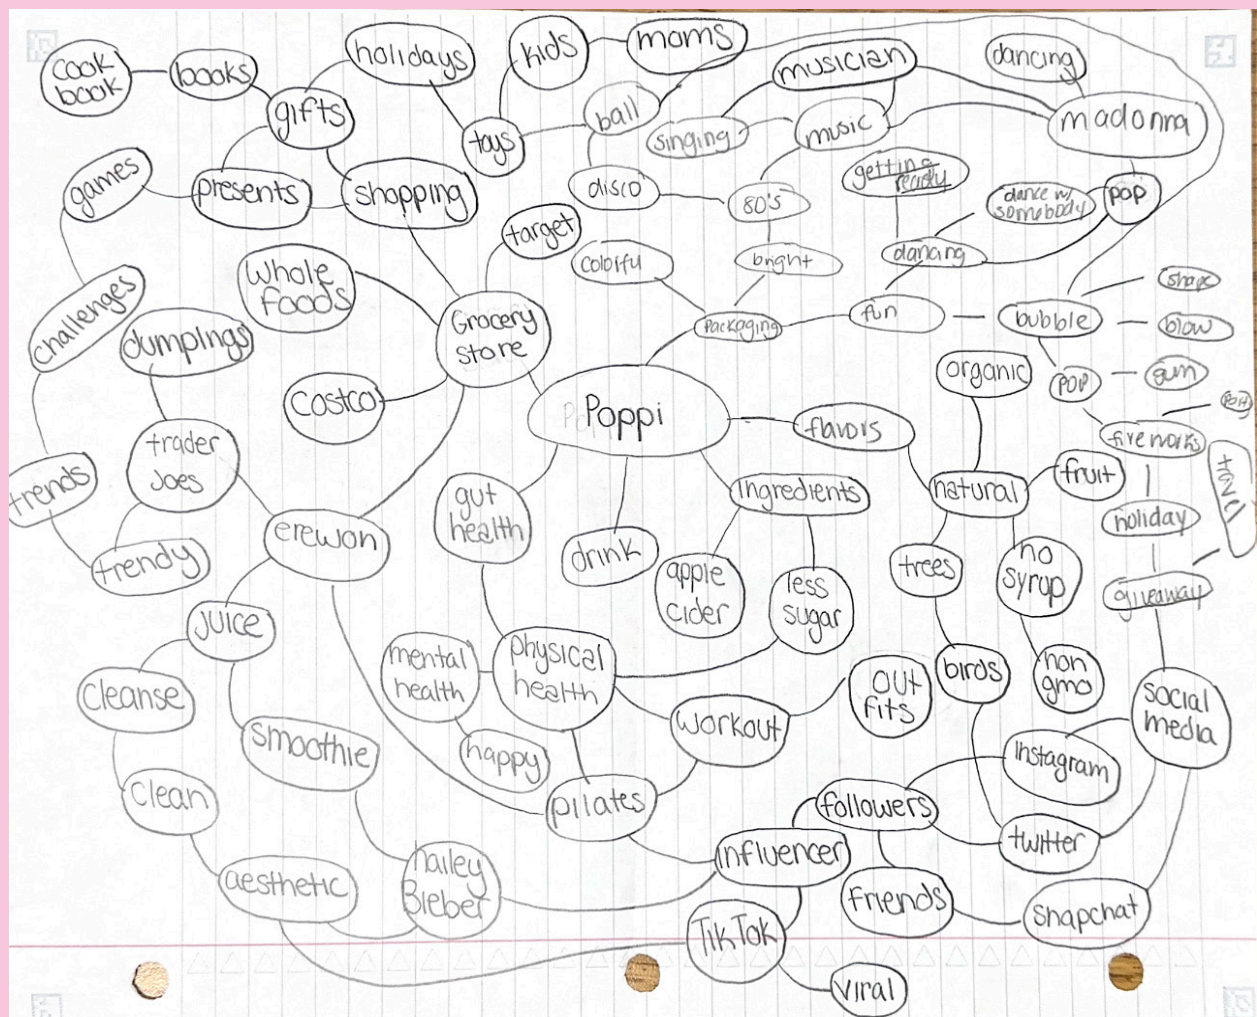 cook
book
books
holidays
kids
moms
gifts
toys
ball
musician
dancing
singing
music
madonna
games
presents
shopping
disco
80's
getting
ready
dance w/
somebody
pop
target
colorful
bright
dancing
whole
foods
challenges
dumplings
Grocery
store
Packaging
fun
bubble
shape
blow
costco
organic
POP
gum
Poppi
flavors
fireworks
trader
Joes
trends
gut
health
Ingredients
natural
fruit
travel
erewon
drink
holiday
trendy
apple
cider
less
sugar
trees
no
syrup
giveaway
juice
mental
health
physical
health
out
fits
birds
non
gmo
social
media
cleanse
workout
smoothie
happy
Instagram
clean
pilates
followers
twitter
influencer
aesthetic
hailey
Bieber
Friends
snapchat
TikTok
viral